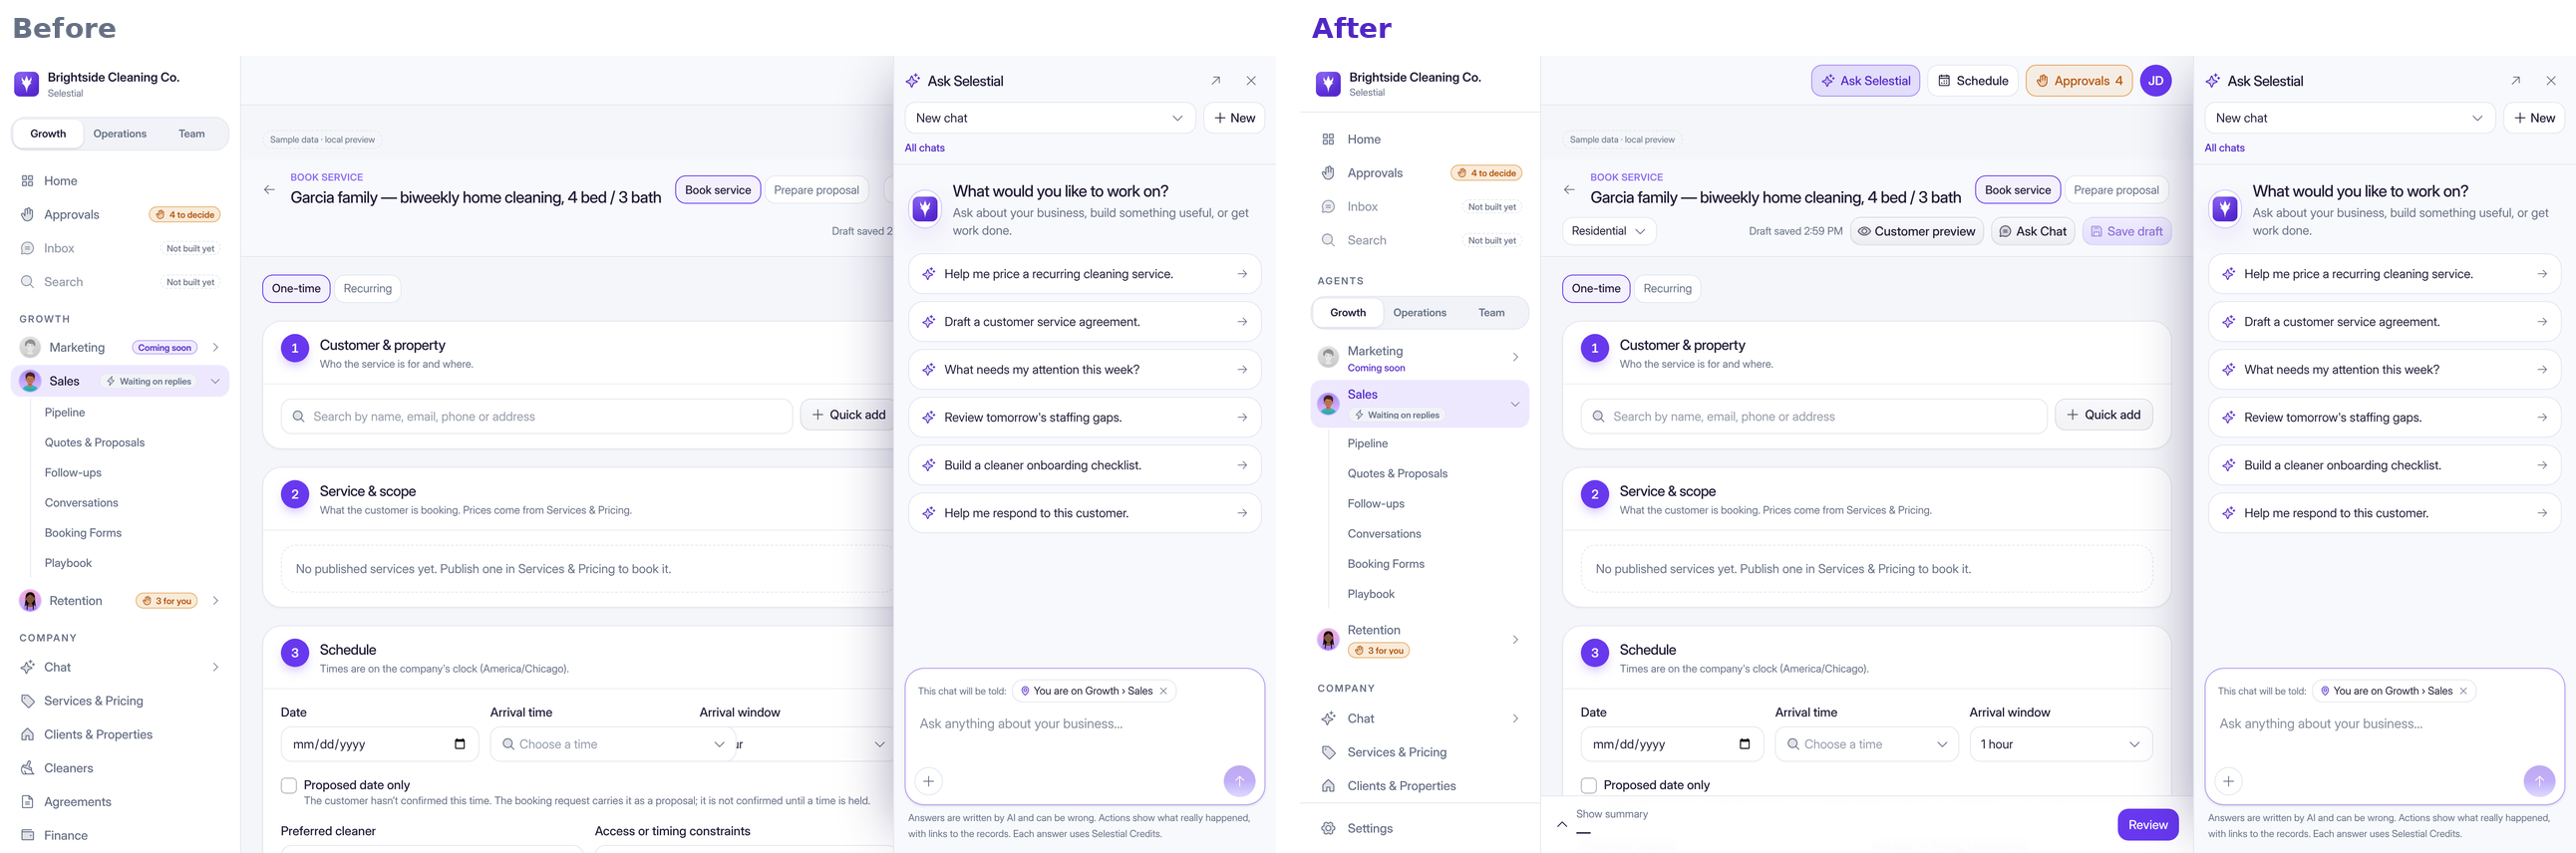 Before
Brightside Cleaning Co.
Selestial
Growth Operations Team
Home
Approvals 4 to decide
Inbox Not built yet
Search Not built yet
GROWTH
Marketing Coming soon
Sales Waiting on replies
Pipeline
Quotes & Proposals
Follow-ups
Conversations
Booking Forms
Playbook
Retention 3 for you
COMPANY
Chat
Services & Pricing
Clients & Properties
Cleaners
Agreements
Finance
Sample data · local preview
BOOK SERVICE
Garcia family — biweekly home cleaning, 4 bed / 3 bath
Book service Prepare proposal
Draft saved 2
One-time Recurring
1 Customer & property
Who the service is for and where.
Search by name, email, phone or address
Quick add
2 Service & scope
What the customer is booking. Prices come from Services & Pricing.
No published services yet. Publish one in Services & Pricing to book it.
3 Schedule
Times are on the company's clock (America/Chicago).
Date Arrival time Arrival window
mm/dd/yyyy Choose a time ur
Proposed date only
The customer hasn't confirmed this time. The booking request carries it as a proposal; it is not confirmed until a time is held.
Preferred cleaner Access or timing constraints
Ask Selestial
New chat
New
All chats
What would you like to work on?
Ask about your business, build something useful, or get
work done.
Help me price a recurring cleaning service.
Draft a customer service agreement.
What needs my attention this week?
Review tomorrow's staffing gaps.
Build a cleaner onboarding checklist.
Help me respond to this customer.
This chat will be told: You are on Growth › Sales
Ask anything about your business...
Answers are written by AI and can be wrong. Actions show what really happened,
with links to the records. Each answer uses Selestial Credits.
After
Brightside Cleaning Co.
Selestial
Home
Approvals 4 to decide
Inbox Not built yet
Search Not built yet
AGENTS
Growth Operations Team
Marketing
Coming soon
Sales
Waiting on replies
Pipeline
Quotes & Proposals
Follow-ups
Conversations
Booking Forms
Playbook
Retention
3 for you
COMPANY
Chat
Services & Pricing
Clients & Properties
Settings
Ask Selestial Schedule Approvals 4 JD
Sample data · local preview
BOOK SERVICE
Garcia family — biweekly home cleaning, 4 bed / 3 bath
Book service Prepare proposal
Residential
Draft saved 2:59 PM Customer preview Ask Chat Save draft
One-time Recurring
1 Customer & property
Who the service is for and where.
Search by name, email, phone or address
Quick add
2 Service & scope
What the customer is booking. Prices come from Services & Pricing.
No published services yet. Publish one in Services & Pricing to book it.
3 Schedule
Times are on the company's clock (America/Chicago).
Date Arrival time Arrival window
mm/dd/yyyy Choose a time 1 hour
Proposed date only
Show summary
—
Review
Ask Selestial
New chat
New
All chats
What would you like to work on?
Ask about your business, build something useful, or get
work done.
Help me price a recurring cleaning service.
Draft a customer service agreement.
What needs my attention this week?
Review tomorrow's staffing gaps.
Build a cleaner onboarding checklist.
Help me respond to this customer.
This chat will be told: You are on Growth › Sales
Ask anything about your business...
Answers are written by AI and can be wrong. Actions show what really happened,
with links to the records. Each answer uses Selestial Credits.